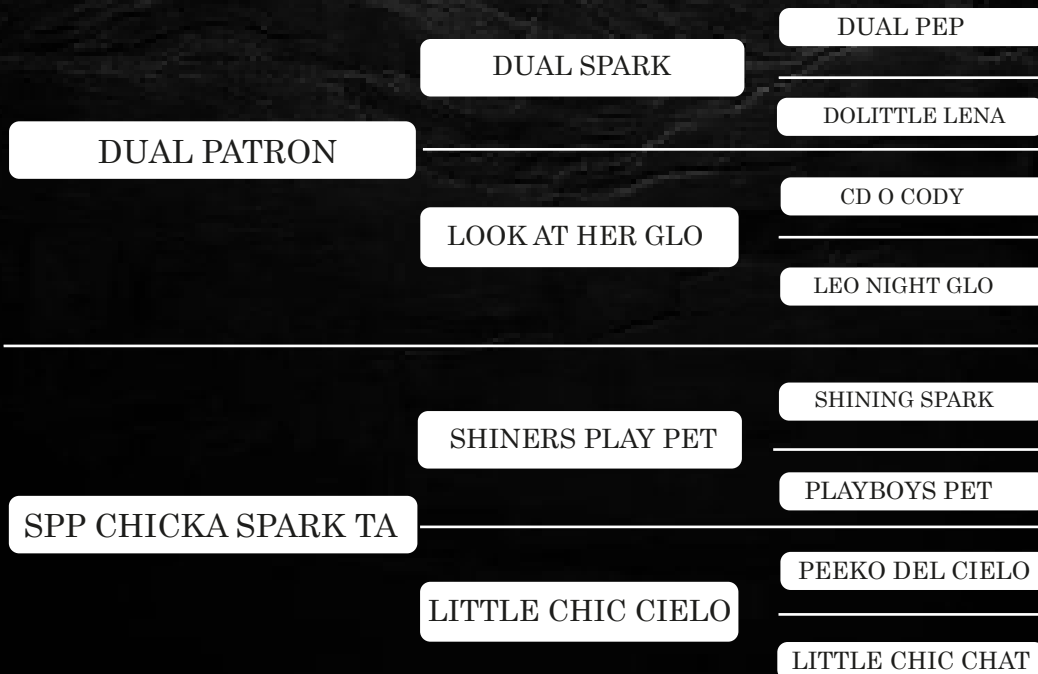 DUAL PEP
DUAL SPARK
DOLITTLE LENA
DUAL PATRON
CD O CODY
LOOK AT HER GLO
LEO NIGHT GLO
SHINING SPARK
SHINERS PLAY PET
PLAYBOYS PET
SPP CHICKA SPARK TA
PEEKO DEL CIELO
LITTLE CHIC CIELO
LITTLE CHIC CHAT